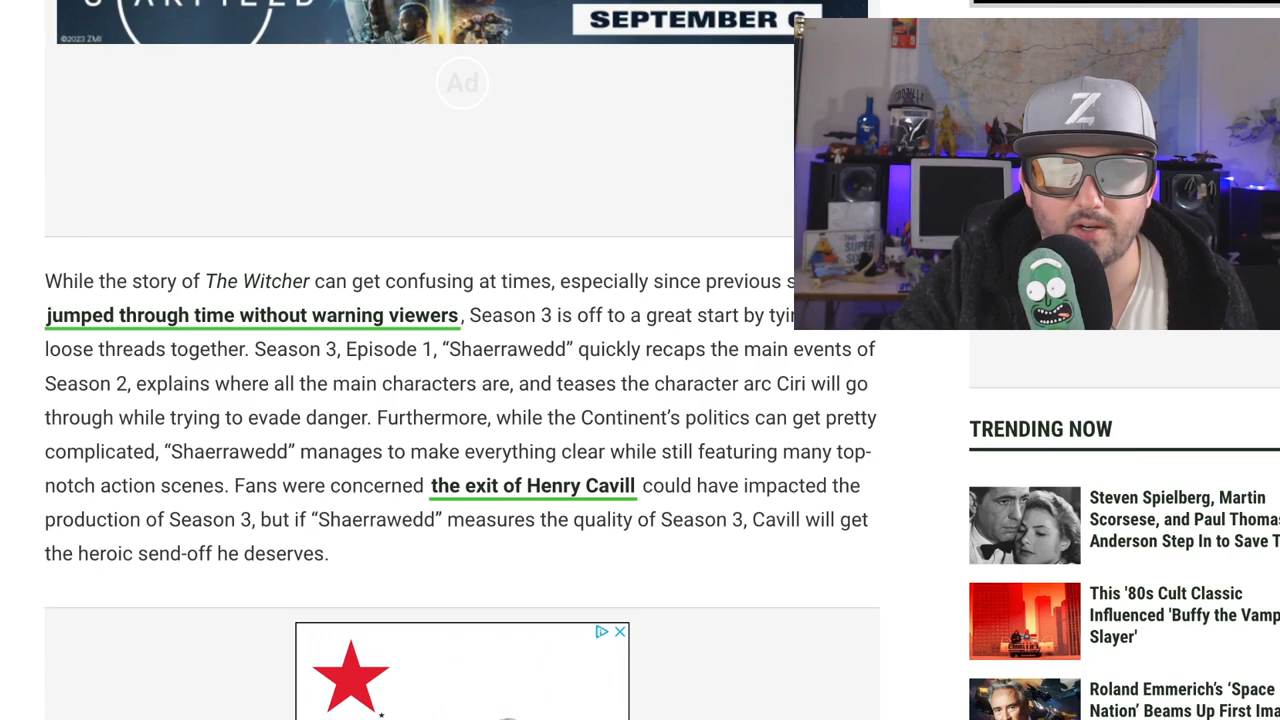 SEPTEMBER 6
©2023 ZMI
Ad
Z
While the story of The Witcher can get confusing at times, especially since previous
jumped through time without warning viewers, Season 3 is off to a great start by
loose threads together. Season 3, Episode 1, “Shaerrawedd” quickly recaps the main events of
Season 2, explains where all the main characters are, and teases the character arc Ciri will go
through while trying to evade danger. Furthermore, while the Continent’s politics can get pretty
complicated, “Shaerrawedd” manages to make everything clear while still featuring many top-
notch action scenes. Fans were concerned the exit of Henry Cavill could have impacted the
production of Season 3, but if “Shaerrawedd” measures the quality of Season 3, Cavill will get
the heroic send-off he deserves.
TRENDING NOW
Steven Spielberg, Martin
Scorsese, and Paul Thomas
Anderson Step In to Save
This '80s Cult Classic
Influenced 'Buffy the Vamp
Slayer'
Roland Emmerich’s ‘Space
Nation’ Beams Up First